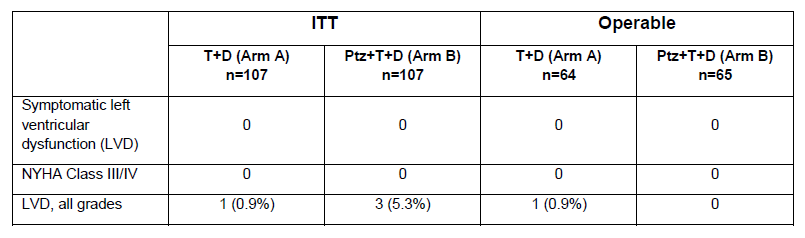 ITT Operable
T+D (Arm A) Ptz+T+D (Arm B) T+D (Arm A) Ptz+T+D (Arm B)
n=107 n=107 n=64 n=65
Symptomatic left
ventricular
dysfunction (LVD) 0 0 0 0
NYHA Class III/IV 0 0 0 0
LVD, all grades 1 (0.9%) 3 (5.3%) 1 (0.9%) 0